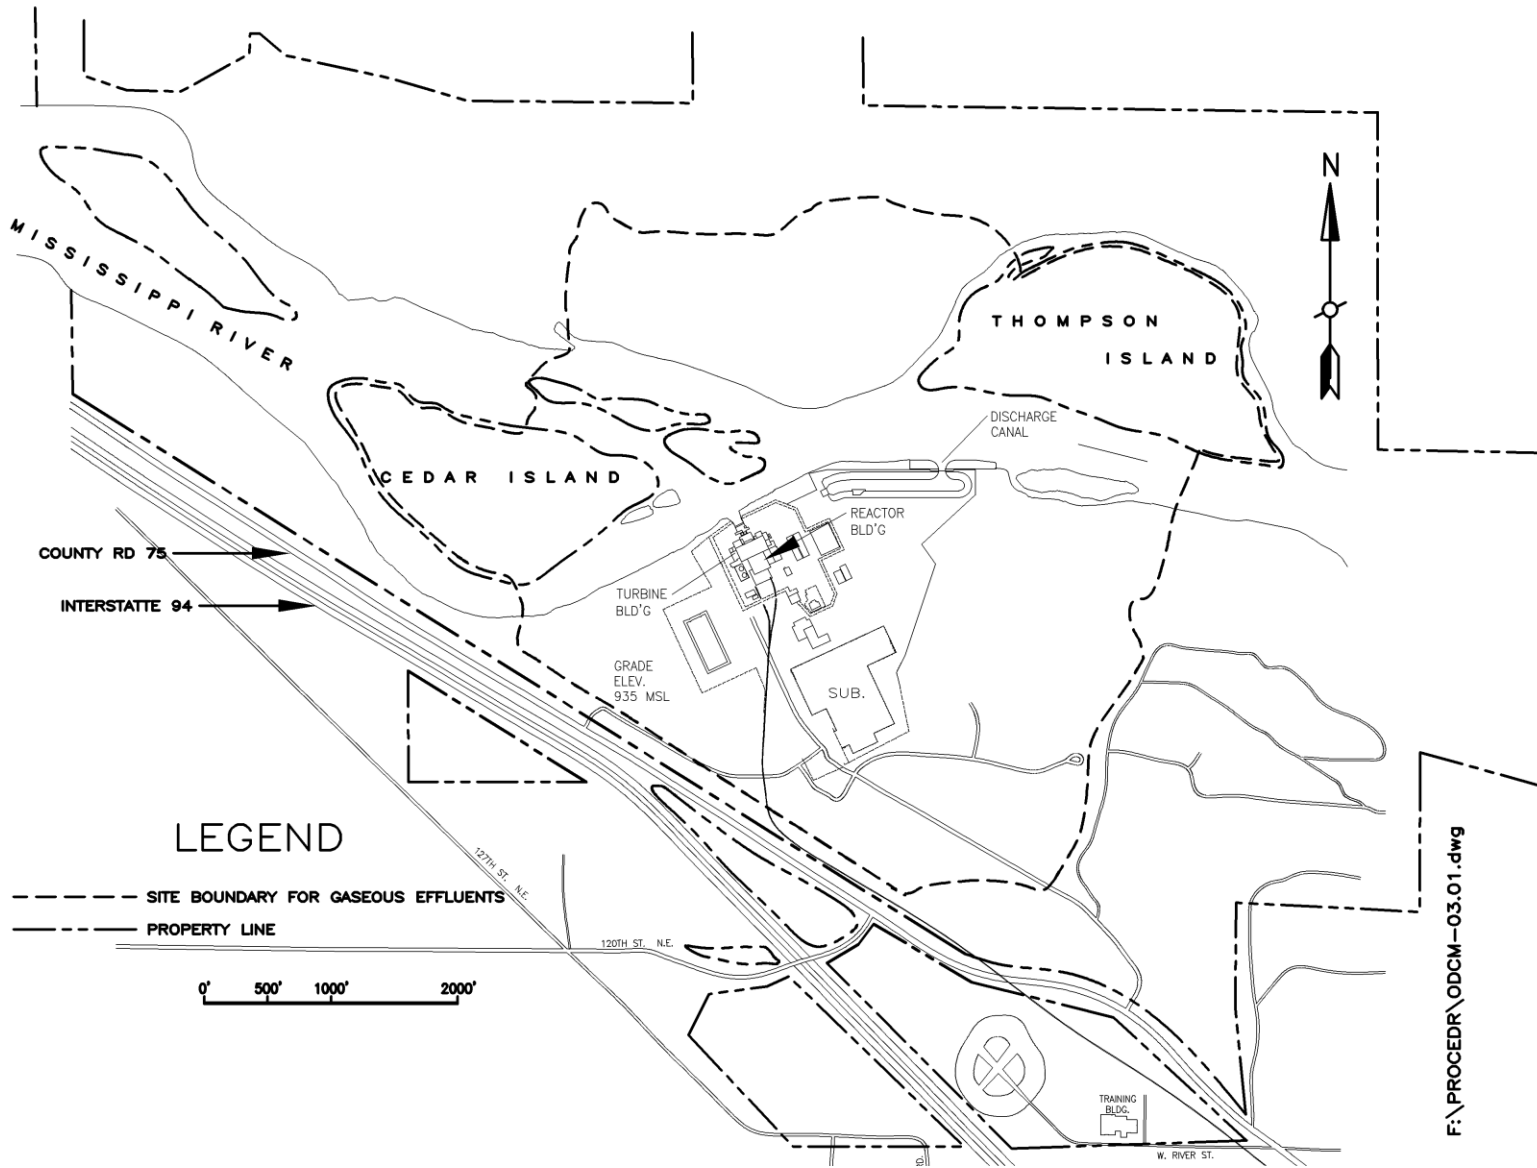 N
MISSISSIPPI RIVER
THOMPSON
ISLAND
DISCHARGE
CANAL
CEDAR ISLAND
REACTOR
BLD'G
COUNTY RD 75
TURBINE
BLD'G
INTERSTATTE 94
GRADE
ELEV.
935 MSL
SUB.
LEGEND
SITE BOUNDARY FOR GASEOUS EFFLUENTS
PROPERTY LINE
127TH ST. N.E.
120TH ST. N.E.
0' 500' 1000' 2000'
TRAINING
BLDG.
W. RIVER ST.
RD.
F:\PROCEDR\ODCM-03.01.dwg